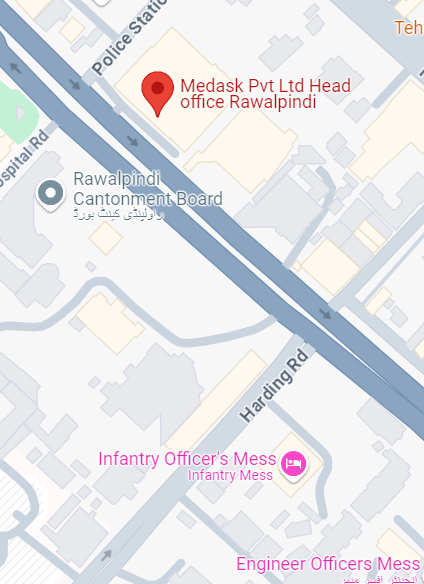 Police Statio
Teh
Medask Pvt Ltd Head
office Rawalpindi
ospital Rd
Rawalpindi
Cantonment Board
راولپنڈی کینٹ بورڈ
Harding Rd
Infantry Officer's Mess
Infantry Mess
Engineer Officers Mess